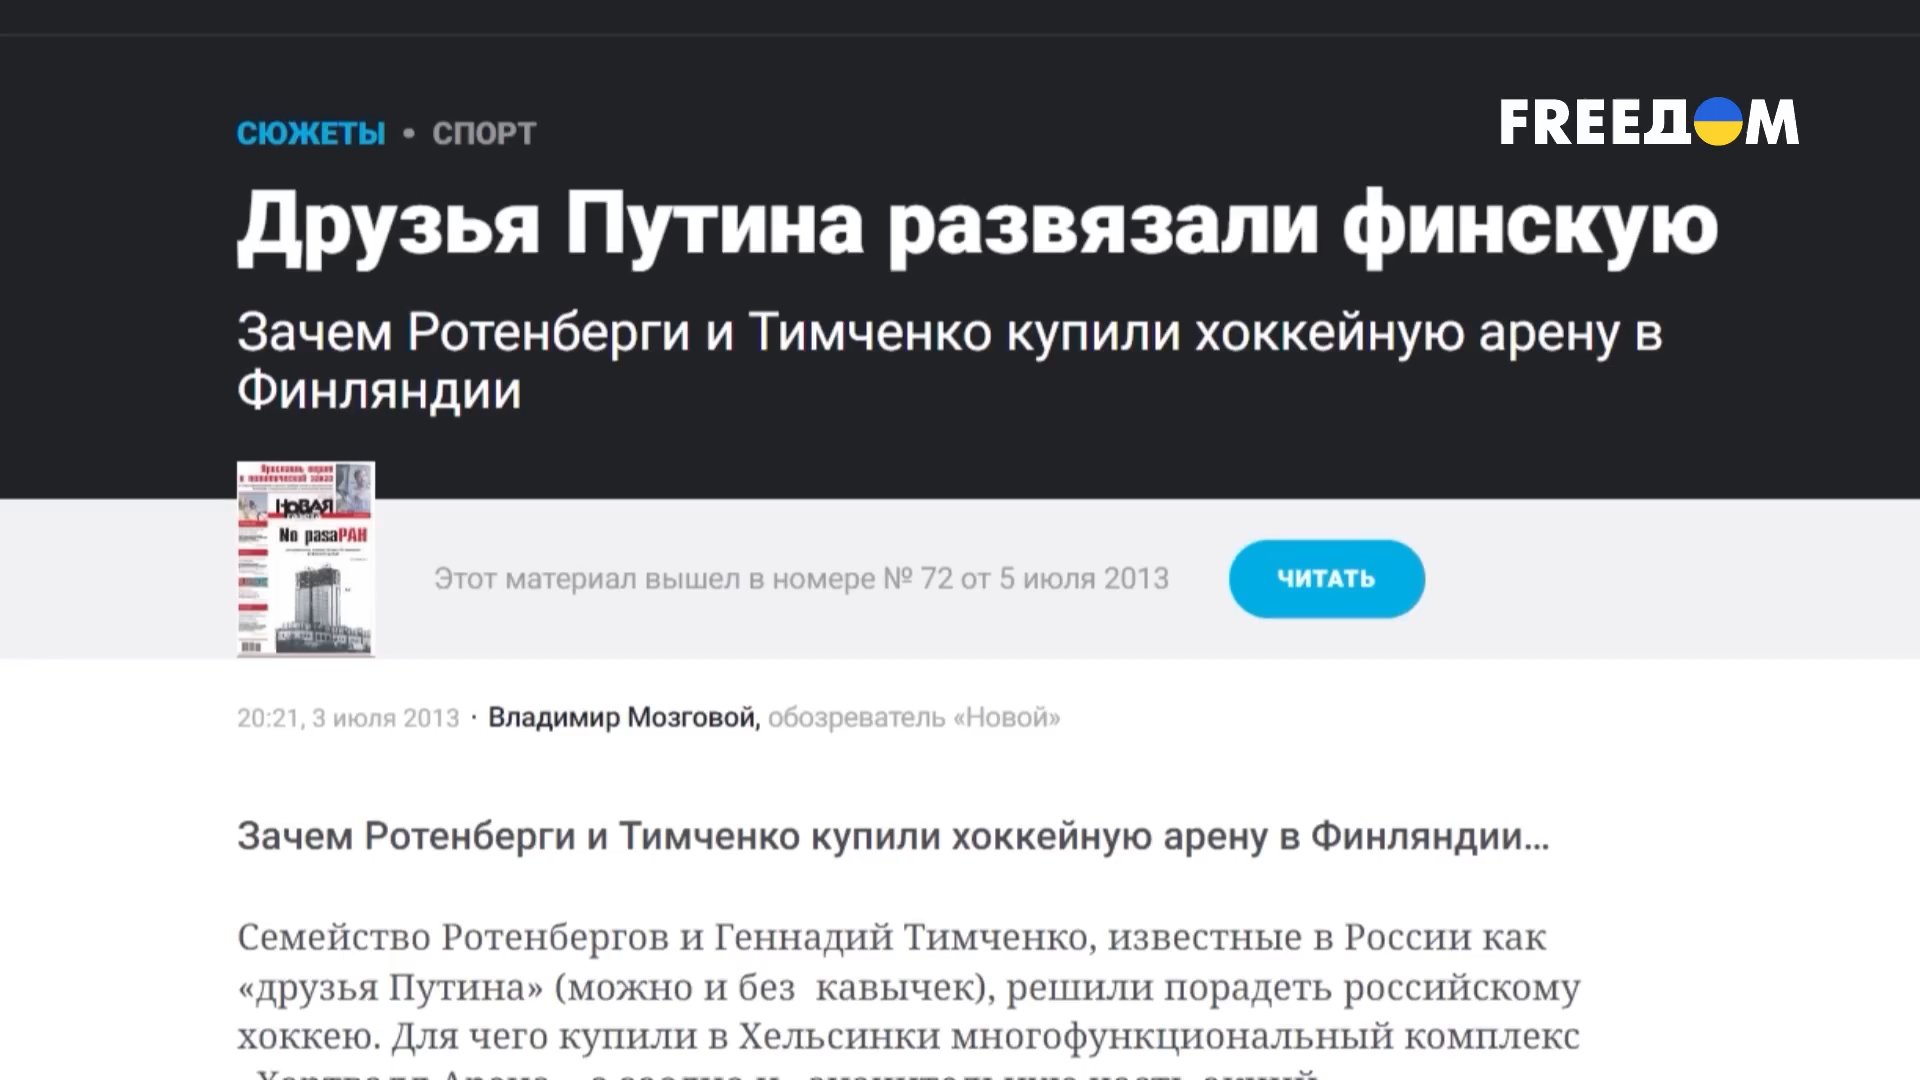 СЮЖЕТЫ • СПОРТ
FREEДОМ
Друзья Путина развязали финскую
Зачем Ротенберги и Тимченко купили хоккейную арену в
Финляндии
НОВАЯ
No pasaРАН
Этот материал вышел в номере № 72 от 5 июля 2013
ЧИТАТЬ
20:21, 3 июля 2013 · Владимир Мозговой, обозреватель «Новой»
Зачем Ротенберги и Тимченко купили хоккейную арену в Финляндии...
Семейство Ротенбергов и Геннадий Тимченко, известные в России как
«друзья Путина» (можно и без кавычек), решили порадеть российскому
хоккею. Для чего купили в Хельсинки многофункциональный комплекс